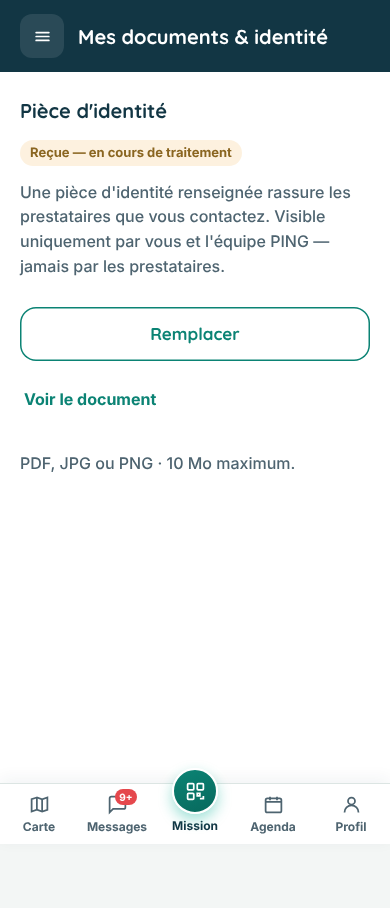 Mes documents & identité
Pièce d'identité
Reçue — en cours de traitement
Une pièce d'identité renseignée rassure les
prestataires que vous contactez. Visible
uniquement par vous et l'équipe PING —
jamais par les prestataires.
Remplacer
Voir le document
PDF, JPG ou PNG · 10 Mo maximum.
9+
Carte
Messages
Mission
Agenda
Profil